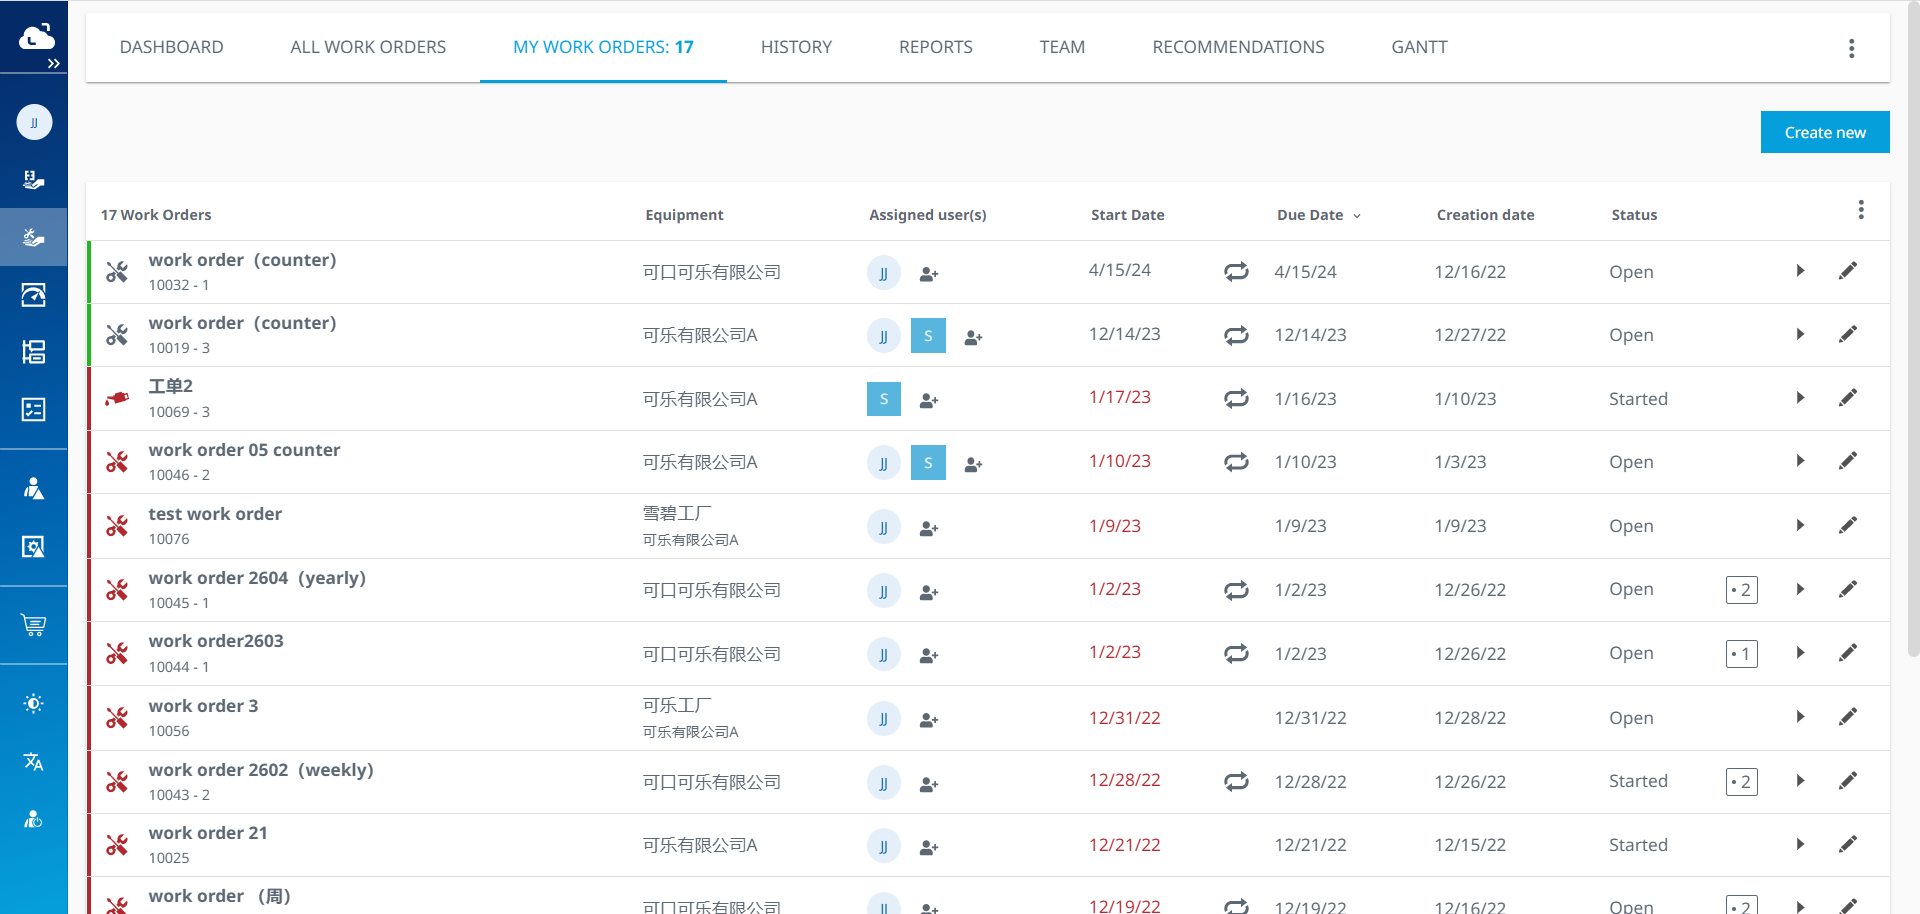 DASHBOARD ALL WORK ORDERS MY WORK ORDERS: 17 HISTORY REPORTS TEAM RECOMMENDATIONS GANTT
JJ
Create new
17 Work Orders Equipment Assigned user(s) Start Date Due Date Creation date Status
work order（counter)
10032 - 1
可口可乐有限公司 JJ 4/15/24 4/15/24 12/16/22 Open
work order（counter)
10019 - 3
可乐有限公司A JJ S 12/14/23 12/14/23 12/27/22 Open
工单2
10069 - 3
可乐有限公司A S 1/17/23 1/16/23 1/10/23 Started
work order 05 counter
10046 - 2
可乐有限公司A JJ S 1/10/23 1/10/23 1/3/23 Open
test work order
10076
雪碧工厂
可乐有限公司A
JJ 1/9/23 1/9/23 1/9/23 Open
work order 2604（yearly)
10045 - 1
可口可乐有限公司 JJ 1/2/23 1/2/23 12/26/22 Open • 2
work order2603
10044 - 1
可口可乐有限公司 JJ 1/2/23 1/2/23 12/26/22 Open • 1
work order 3
10056
可乐工厂
可乐有限公司A
JJ 12/31/22 12/31/22 12/28/22 Open
work order 2602（weekly)
10043 - 2
可口可乐有限公司 JJ 12/28/22 12/28/22 12/26/22 Started • 2
work order 21
10025
可乐有限公司A JJ 12/21/22 12/21/22 12/15/22 Started
work order （周)
可口可乐有限公司 JJ 12/19/22 12/19/22 12/16/22 Open • 2